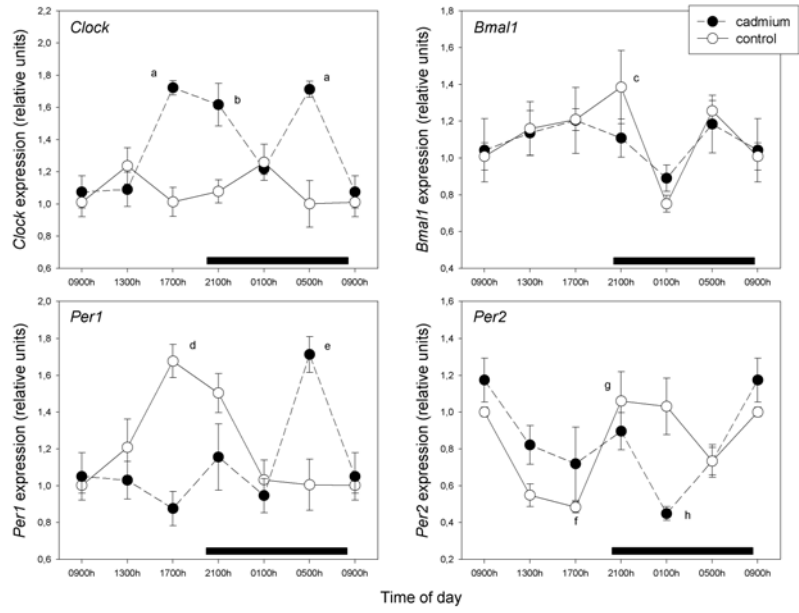 cadmium
control
Clock
2,0
1,8
1,6
1,4
1,2
1,0
0,8
0,6
Clock expression (relative units)
a
b
a
0900h 1300h 1700h 2100h 0100h 0500h 0900h
Bmal1
1,8
1,6
1,4
1,2
1,0
0,8
0,6
0,4
Bmal1 expression (relative units)
c
0900h 1300h 1700h 2100h 0100h 0500h 0900h
Per1
2,0
1,8
1,6
1,4
1,2
1,0
0,8
0,6
Per1 expression (relative units)
d
e
0900h 1300h 1700h 2100h 0100h 0500h 0900h
Per2
1,6
1,4
1,2
1,0
0,8
0,6
0,4
0,2
Per2 expression (relative units)
g
f
h
0900h 1300h 1700h 2100h 0100h 0500h 0900h
Time of day